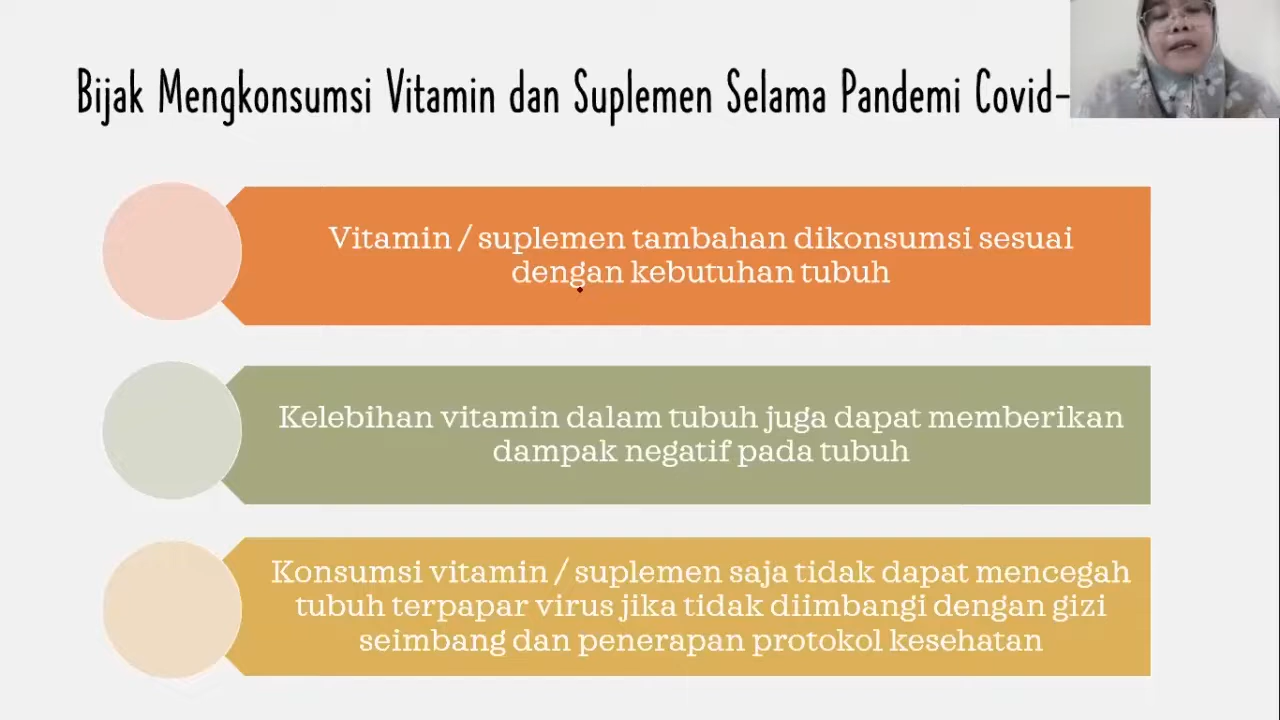 Bijak Mengkonsumsi Vitamin dan Suplemen Selama Pandemi Covid-
Vitamin / suplemen tambahan dikonsumsi sesuai
dengan kebutuhan tubuh
Kelebihan vitamin dalam tubuh juga dapat memberikan
dampak negatif pada tubuh
Konsumsi vitamin / suplemen saja tidak dapat mencegah
tubuh terpapar virus jika tidak diimbangi dengan gizi
seimbang dan penerapan protokol kesehatan